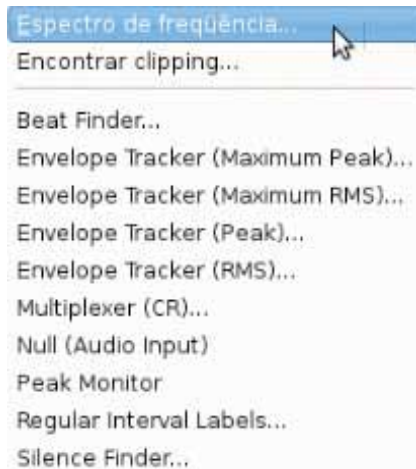 Espectro de freqüência...
Encontrar clipping...
Beat Finder...
Envelope Tracker (Maximum Peak)...
Envelope Tracker (Maximum RMS)...
Envelope Tracker (Peak)...
Envelope Tracker (RMS)...
Multiplexer (CR)...
Null (Audio Input)
Peak Monitor
Regular Interval Labels...
Silence Finder...